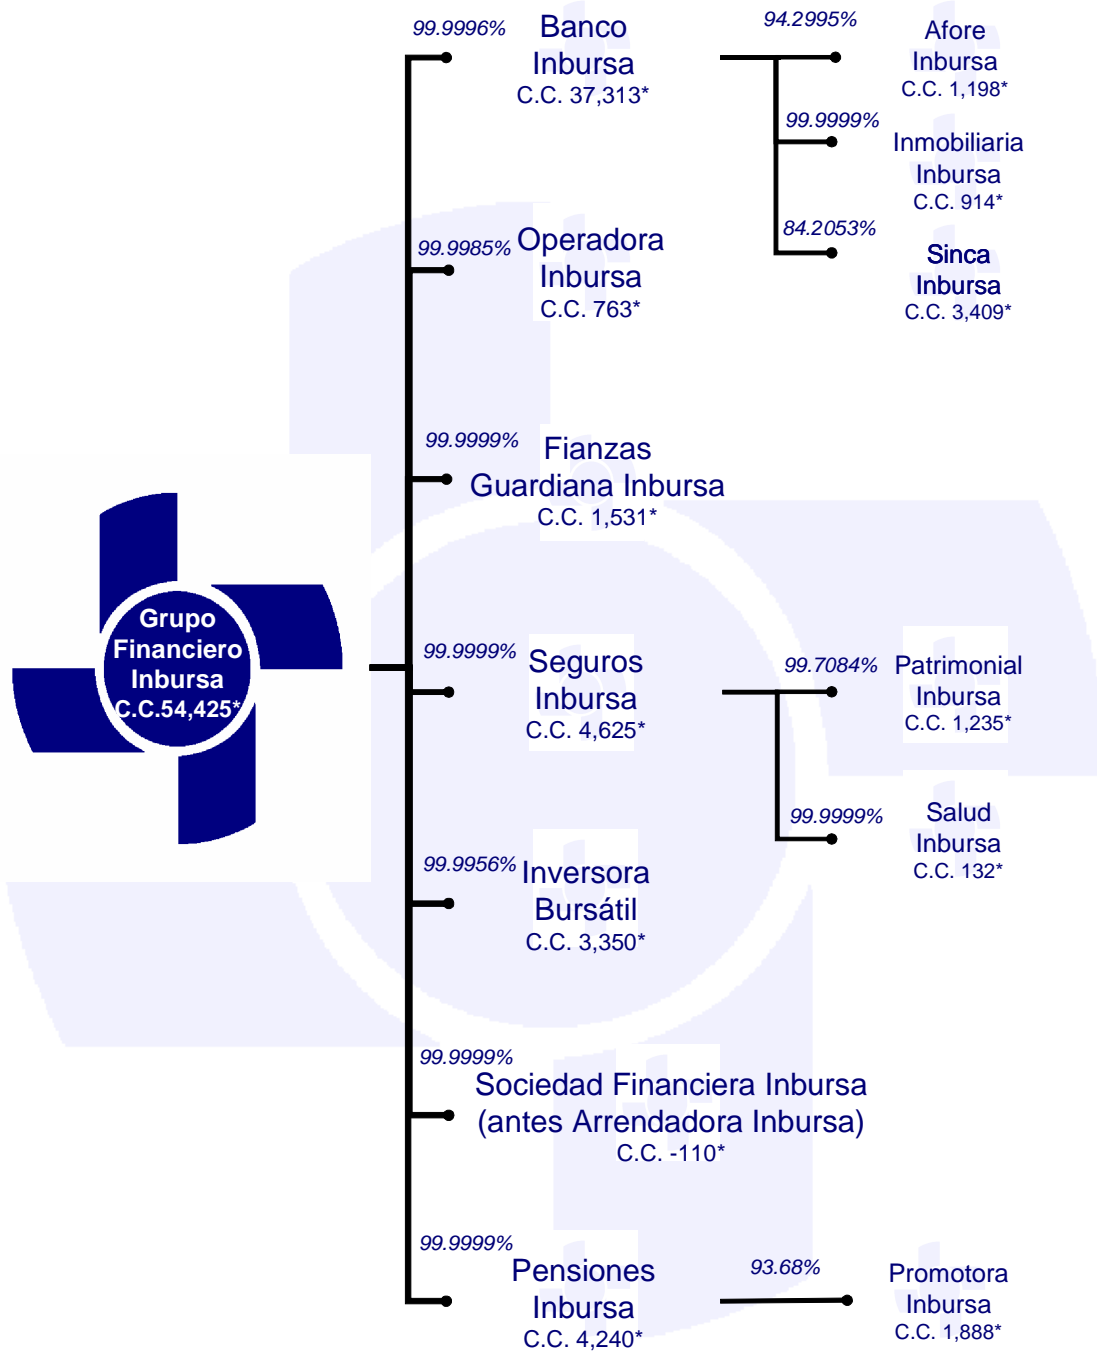 Grupo
Financiero
Inbursa
C.C.54,425*
99.9996%
Banco
Inbursa
C.C. 37,313*
94.2995%
Afore
Inbursa
C.C. 1,198*
99.9999%
Inmobiliaria
Inbursa
C.C. 914*
84.2053%
Sinca
Inbursa
C.C. 3,409*
99.9985%
Operadora
Inbursa
C.C. 763*
99.9999%
Fianzas
Guardiana Inbursa
C.C. 1,531*
99.9999%
Seguros
Inbursa
C.C. 4,625*
99.7084%
Patrimonial
Inbursa
C.C. 1,235*
99.9999%
Salud
Inbursa
C.C. 132*
99.9956%
Inversora
Bursátil
C.C. 3,350*
99.9999%
Sociedad Financiera Inbursa
(antes Arrendadora Inbursa)
C.C. -110*
99.9999%
Pensiones
Inbursa
C.C. 4,240*
93.68%
Promotora
Inbursa
C.C. 1,888*